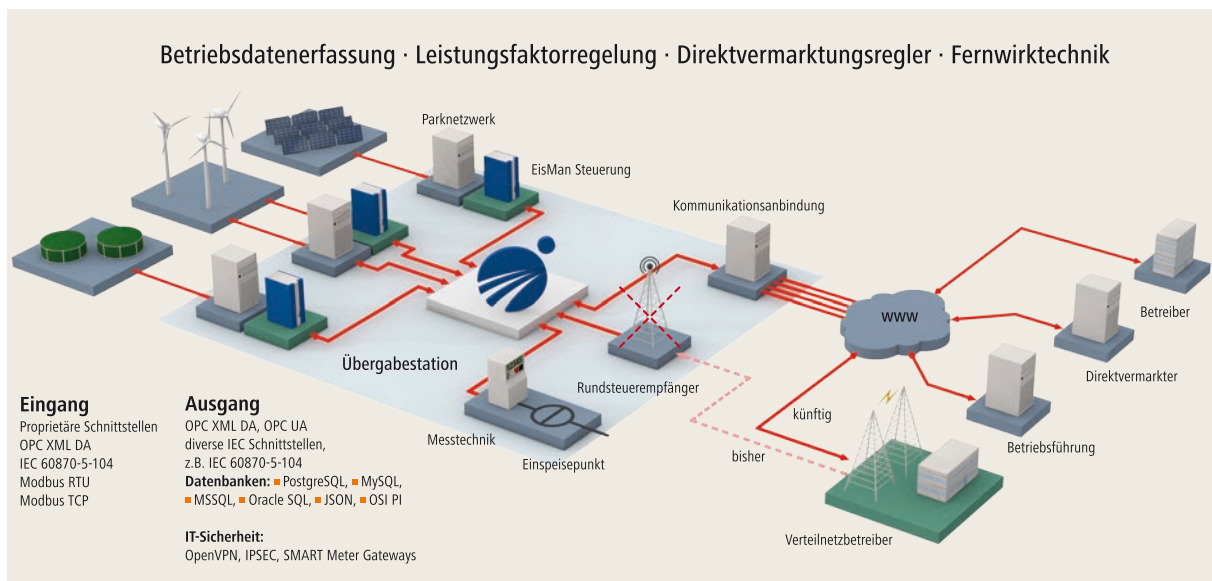 Betriebsdatenerfassung · Leistungsfaktorregelung · Direktvermarktungsregler · Fernwirktechnik
Parknetzwerk
EisMan Steuerung
Kommunikationsanbindung
www
Betreiber
Direktvermarkter
Betriebsführung
Übergabestation
Rundsteuerempfänger
Messtechnik
Einspeisepunkt
künftig
bisher
Verteilnetzbetreiber
Eingang
Proprietäre Schnittstellen
OPC XML DA
IEC 60870-5-104
Modbus RTU
Modbus TCP
Ausgang
OPC XML DA, OPC UA
diverse IEC Schnittstellen,
z.B. IEC 60870-5-104
Datenbanken: ■ PostgreSQL, ■ MySQL,
■ MSSQL, ■ Oracle SQL, ■ JSON, ■ OSI PI
IT-Sicherheit:
OpenVPN, IPSEC, SMART Meter Gateways